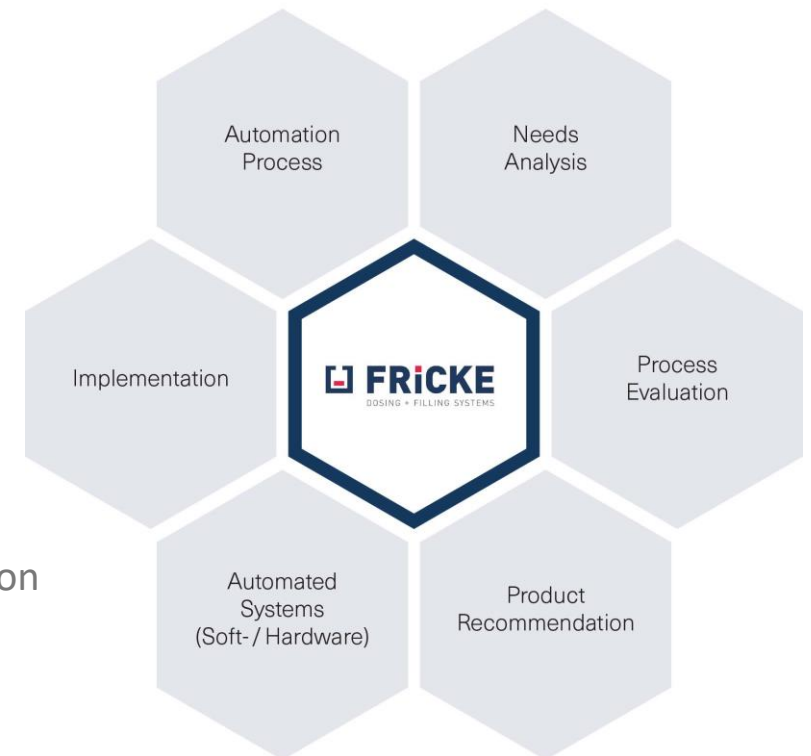 Automation
Process
Needs
Analysis
Implementation
FRiCKE
DOSING + FILLING SYSTEMS
Process
Evaluation
on
Automated
Systems
(Soft- / Hardware)
Product
Recommendation